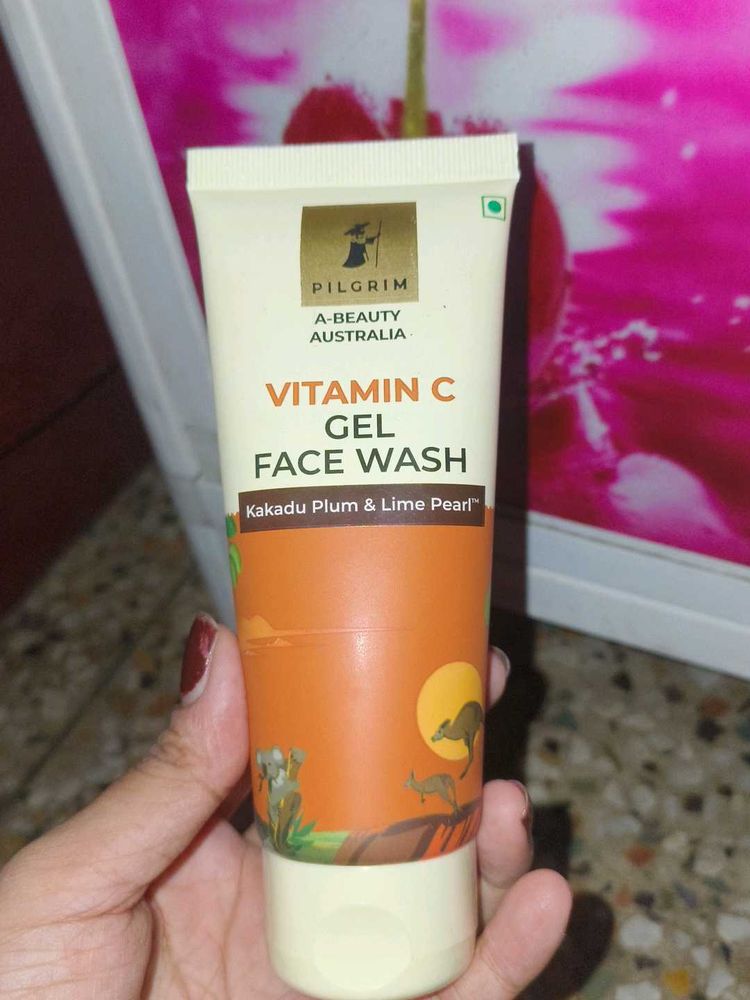 PILGRIM
A-BEAUTY
AUSTRALIA
VITAMIN C
GEL
FACE WASH
Kakadu Plum & Lime Pearl™